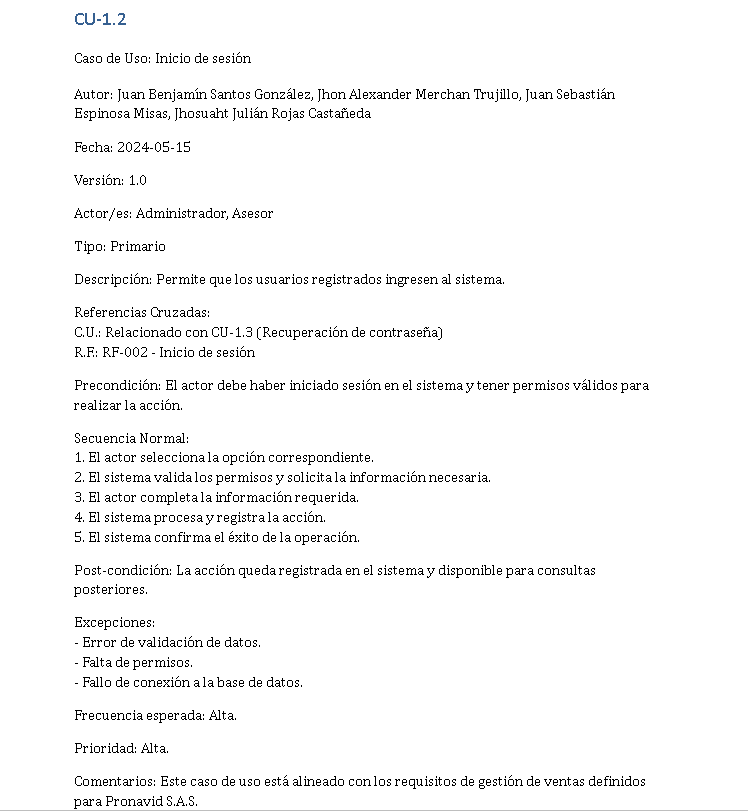 CU-1.2
Caso de Uso: Inicio de sesión
Autor: Juan Benjamín Santos González, Jhon Alexander Merchan Trujillo, Juan Sebastián
Espinosa Misas, Jhosuaht Julián Rojas Castañeda
Fecha: 2024-05-15
Versión: 1.0
Actor/es: Administrador, Asesor
Tipo: Primario
Descripción: Permite que los usuarios registrados ingresen al sistema.
Referencias Cruzadas:
C.U.: Relacionado con CU-1.3 (Recuperación de contraseña)
R.F.: RF-002 - Inicio de sesión
Precondición: El actor debe haber iniciado sesión en el sistema y tener permisos válidos para
realizar la acción.
Secuencia Normal:
1. El actor selecciona la opción correspondiente.
2. El sistema valida los permisos y solicita la información necesaria.
3. El actor completa la información requerida.
4. El sistema procesa y registra la acción.
5. El sistema confirma el éxito de la operación.
Post-condición: La acción queda registrada en el sistema y disponible para consultas
posteriores.
Excepciones:
- Error de validación de datos.
- Falta de permisos.
- Fallo de conexión a la base de datos.
Frecuencia esperada: Alta.
Prioridad: Alta.
Comentarios: Este caso de uso está alineado con los requisitos de gestión de ventas definidos
para Pronavid S.A.S.